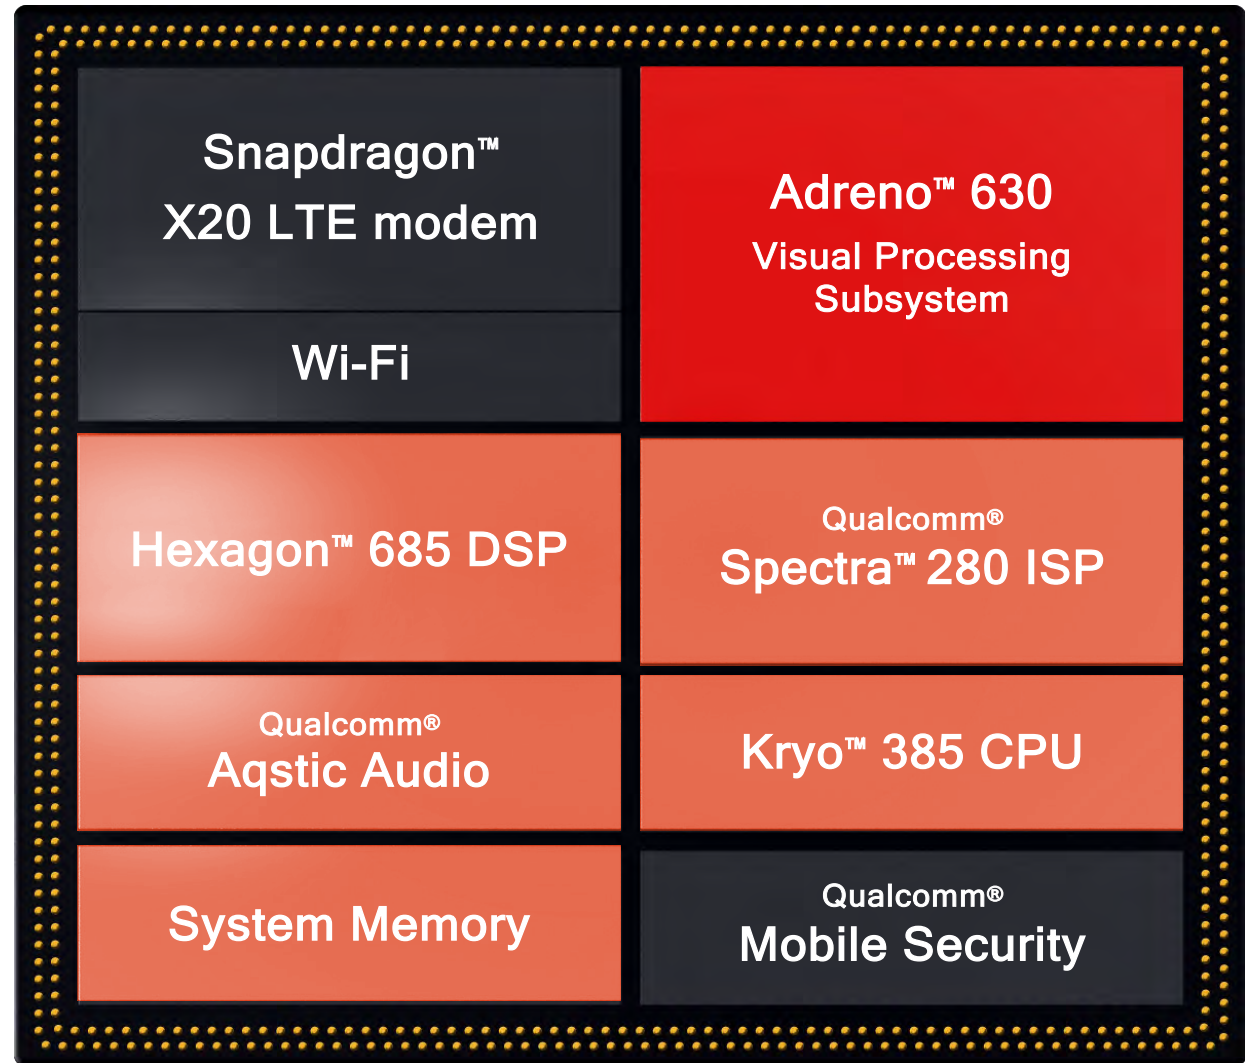 Snapdragon™
X20 LTE modem
Wi-Fi
Adreno™ 630
Visual Processing
Subsystem
Hexagon™ 685 DSP
Qualcomm®
Spectra™ 280 ISP
Qualcomm®
Aqstic Audio
Kryo™ 385 CPU
System Memory
Qualcomm®
Mobile Security